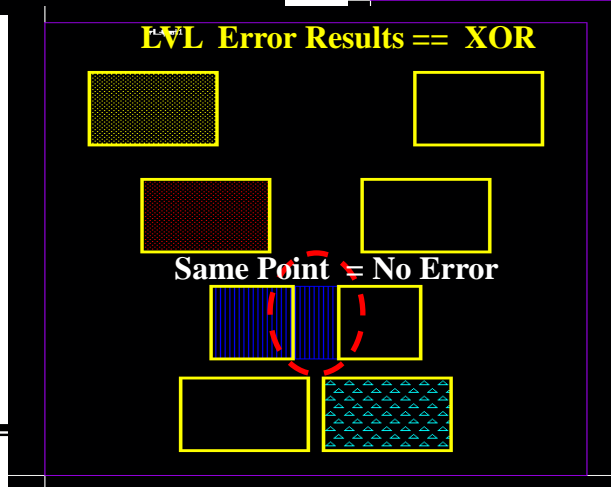 LVL Error Results == XOR
Same Point = No Error